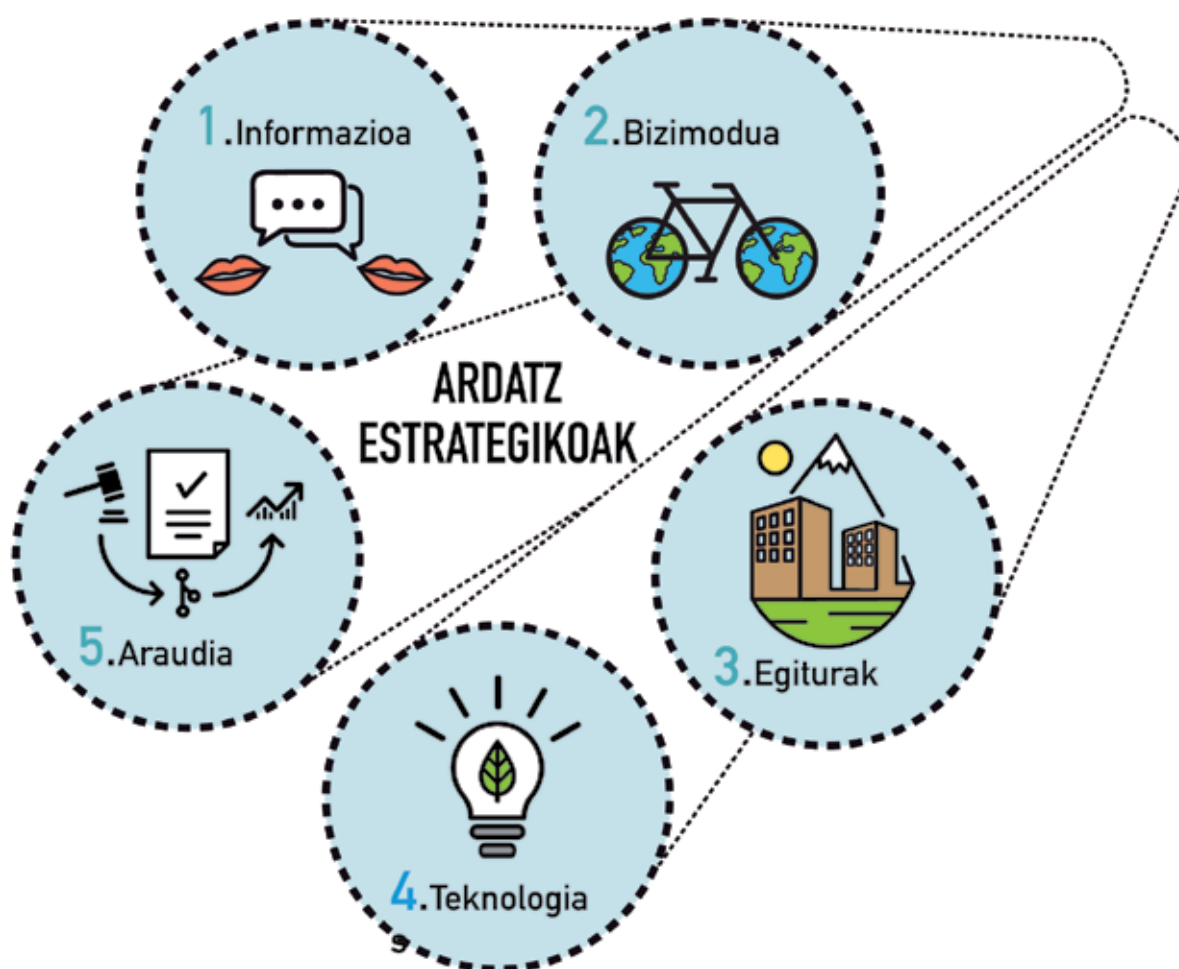 1.Informazioa
2.Bizimodua
ARDATZ
ESTRATEGIKOAK
3.Egiturak
4.Teknologia
5.Araudia